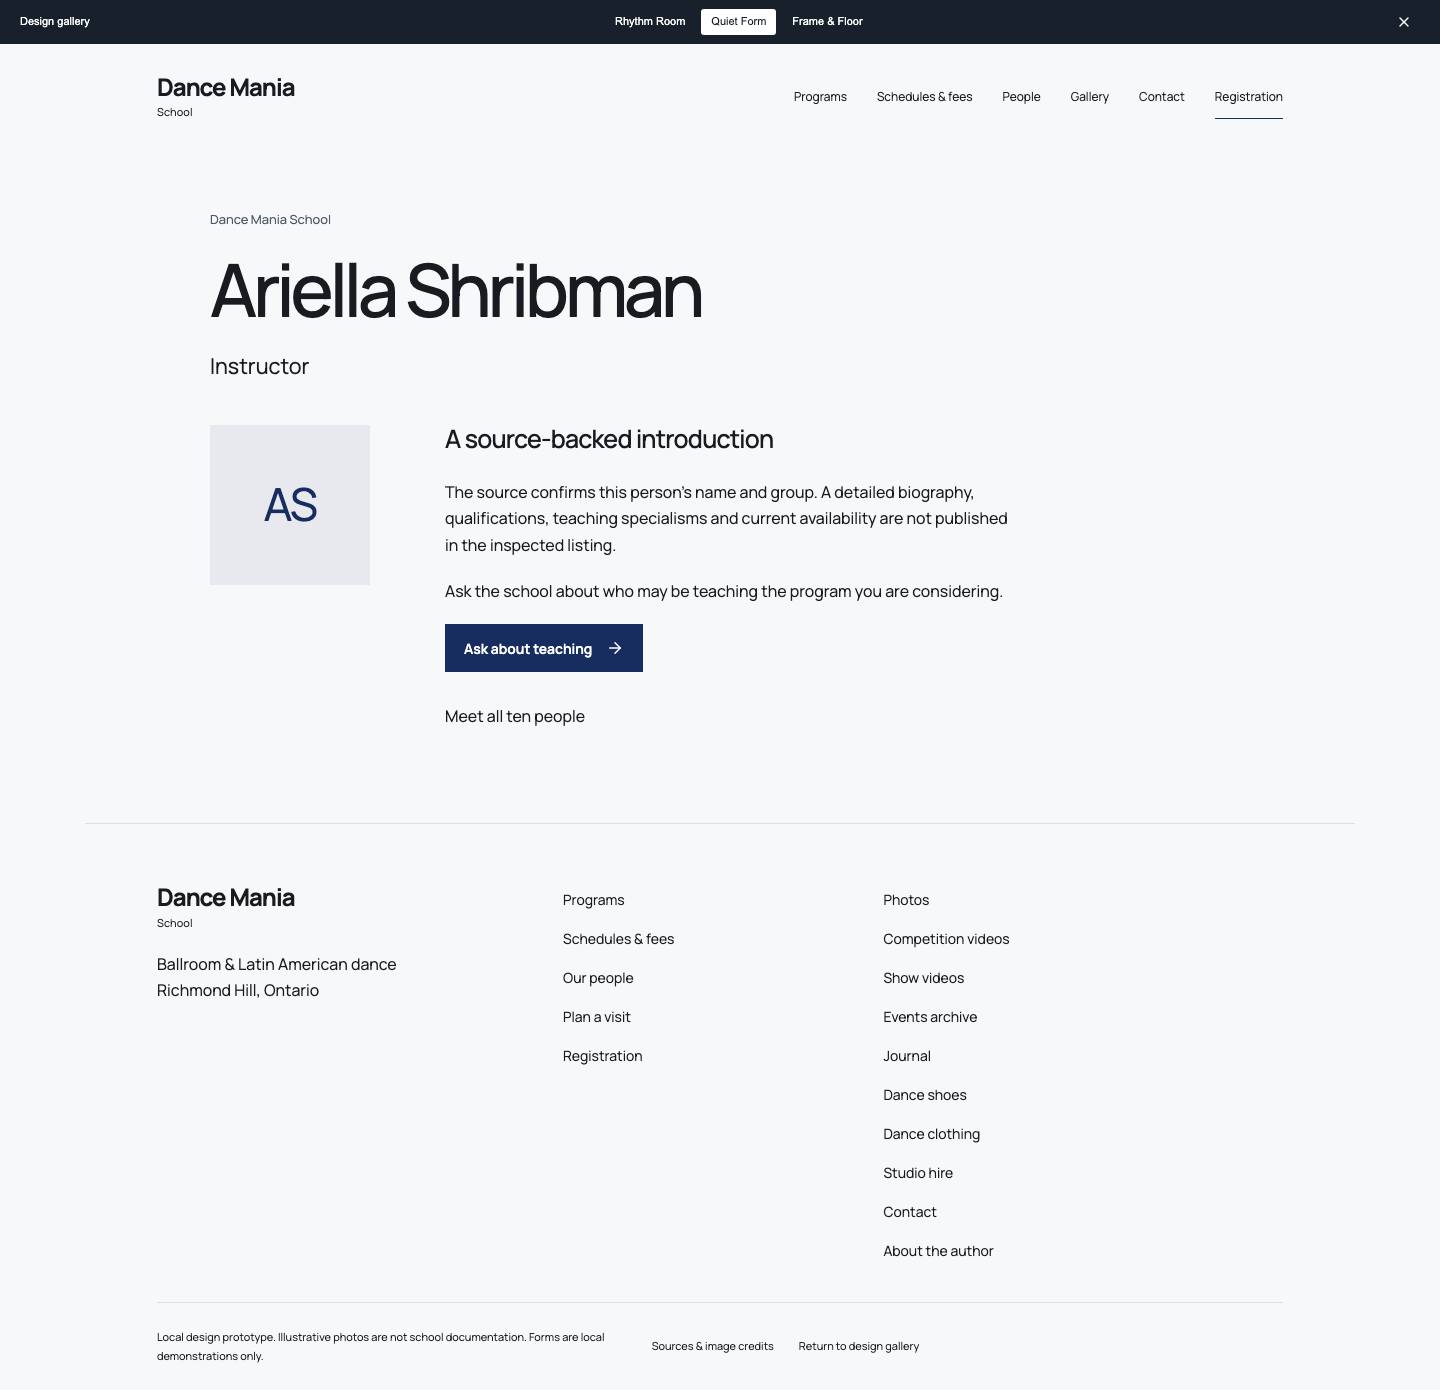 Design gallery
Rhythm Room
Quiet Form
Frame & Floor
Dance Mania
School
Programs
Schedules & fees
People
Gallery
Contact
Registration
Dance Mania School
Ariella Shribman
Instructor
AS
A source-backed introduction
The source confirms this person's name and group. A detailed biography,
qualifications, teaching specialisms and current availability are not published
in the inspected listing.
Ask the school about who may be teaching the program you are considering.
Ask about teaching
Meet all ten people
Dance Mania
School
Ballroom & Latin American dance
Richmond Hill, Ontario
Programs
Schedules & fees
Our people
Plan a visit
Registration
Photos
Competition videos
Show videos
Events archive
Journal
Dance shoes
Dance clothing
Studio hire
Contact
About the author
Local design prototype. Illustrative photos are not school documentation. Forms are local
demonstrations only.
Sources & image credits
Return to design gallery